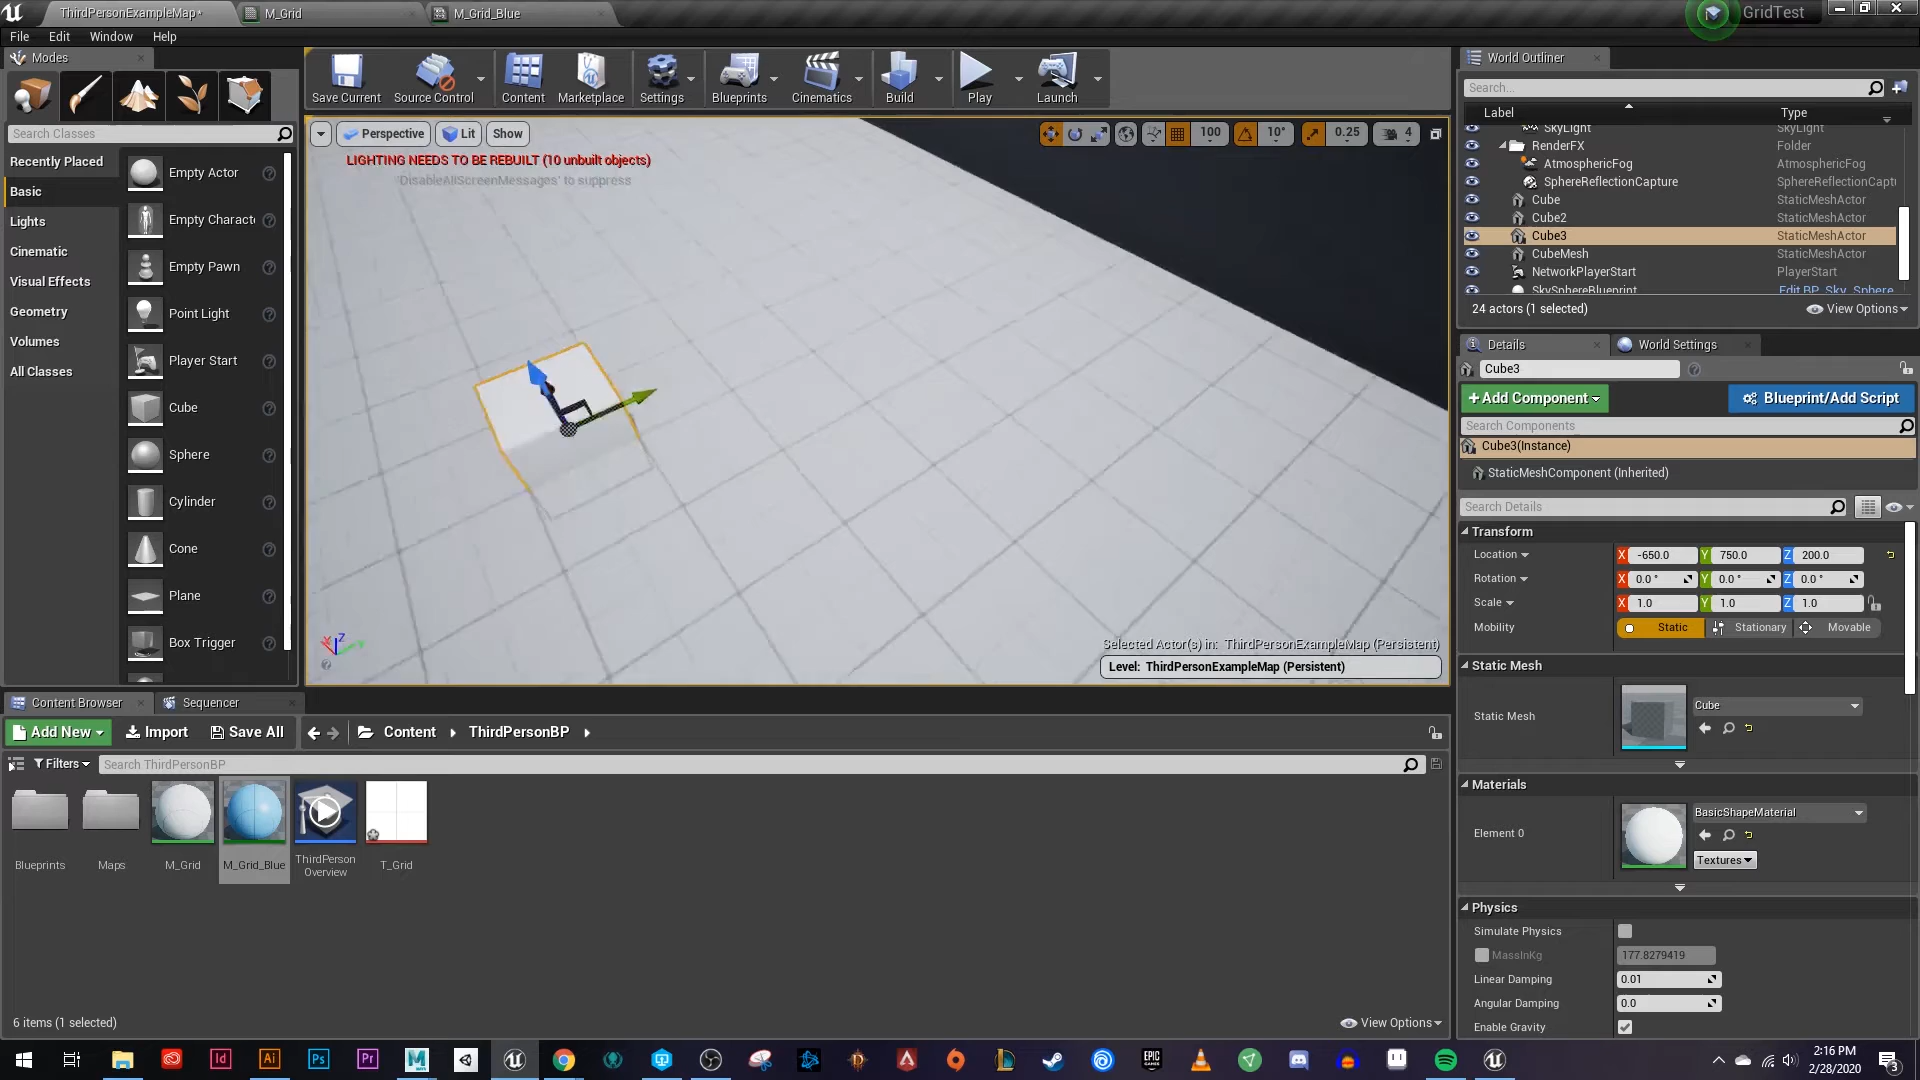 ThirdPersonExampleMap*
M_Grid
M_Grid_Blue
GridTest
File
Edit
Window
Help
Modes
Save Current
Source Control
Content
Marketplace
Settings
Blueprints
Cinematics
Build
Play
Launch
World Outliner
Search...
Label
Type
SkyLight
SkyLight
RenderFX
Folder
AtmosphericFog
AtmosphericFog
SphereReflectionCapture
SphereReflectionCaptu
Cube
StaticMeshActor
Cube2
StaticMeshActor
Cube3
StaticMeshActor
CubeMesh
StaticMeshActor
NetworkPlayerStart
PlayerStart
SkySphereBlueprint
Edit BP_Sky_Sphere
24 actors (1 selected)
View Options
Search Classes
Recently Placed
Basic
Lights
Cinematic
Visual Effects
Geometry
Volumes
All Classes
Empty Actor
Empty Charact
Empty Pawn
Point Light
Player Start
Cube
Sphere
Cylinder
Cone
Plane
Box Trigger
Perspective
Lit
Show
100
10°
0.25
4
LIGHTING NEEDS TO BE REBUILT (10 unbuilt objects)
'DisableAllScreenMessages' to suppress
X
Z
Y
Selected Actor(s) in: ThirdPersonExampleMap (Persistent)
Level: ThirdPersonExampleMap (Persistent)
Details
World Settings
Cube3
+Add Component
Blueprint/Add Script
Search Components
Cube3(Instance)
StaticMeshComponent (Inherited)
Search Details
Transform
Location
X -650.0 Y 750.0 Z 200.0
Rotation
X 0.0 ° Y 0.0 ° Z 0.0 °
Scale
X 1.0 Y 1.0 Z 1.0
Mobility
Static
Stationary
Movable
Static Mesh
Static Mesh
Cube
Materials
Element 0
BasicShapeMaterial
Textures
Physics
Simulate Physics
MassInKg
177.8279419
Linear Damping
0.01
Angular Damping
0.0
Enable Gravity
Content Browser
Sequencer
Add New
Import
Save All
Content
ThirdPersonBP
Filters
Search ThirdPersonBP
Blueprints
Maps
M_Grid
M_Grid_Blue
ThirdPerson
Overview
T_Grid
6 items (1 selected)
View Options
Id
Ai
Ps
Pr
EPIC
GAMES
2:16 PM
2/28/2020
3